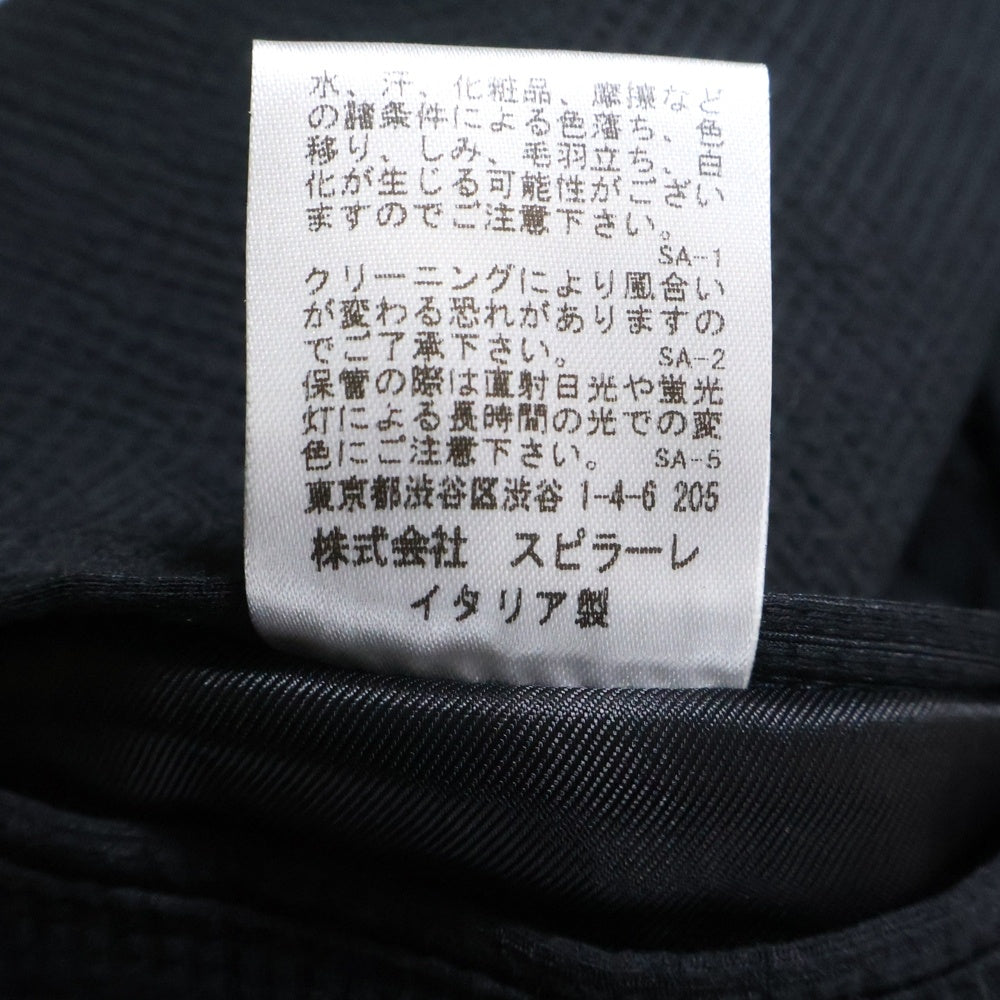 水、汗、化粧品、摩擦など
の諸条件による色落ち、色
移り、しみ、毛羽立ち、白
化が生じる可能性がござい
ますのでご注意下さい。
SA-1
クリーニングにより風合い
が変わる恐れがありますの
でご了承下さい。 SA-2
保管の際は直射日光や蛍光
灯による長時間の光での変
色にご注意下さい。 SA-5
東京都渋谷区渋谷 1-4-6 205
株式会社 スピラーレ
イタリア製